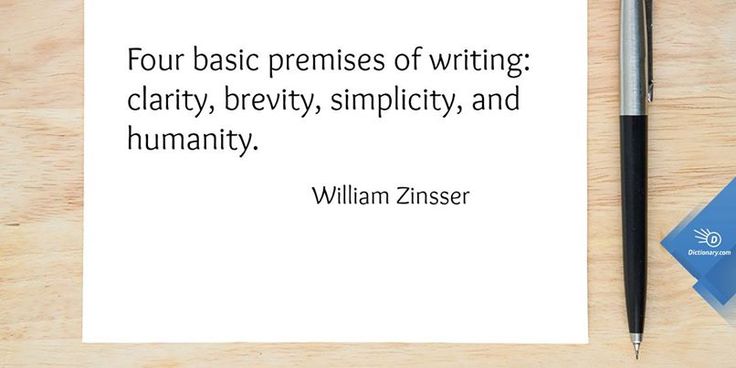 Four basic premises of writing:
clarity, brevity, simplicity, and
humanity.
William Zinsser
D
Dictionary.com